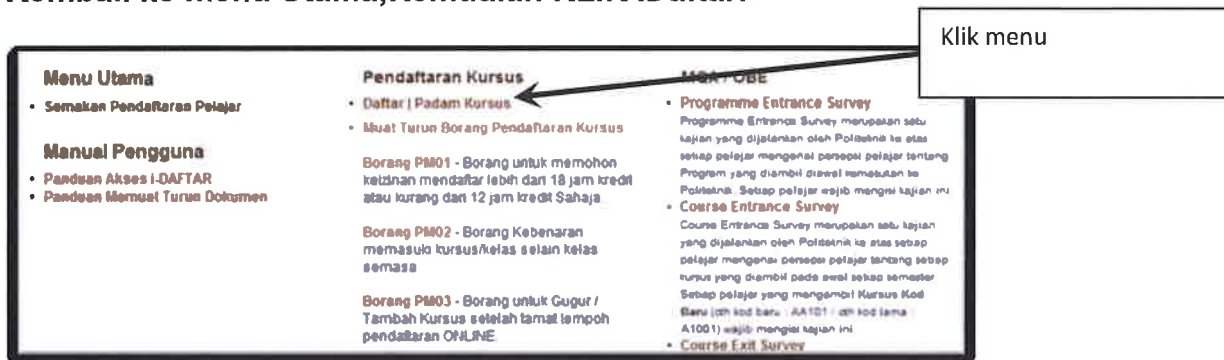 Klik menu
Menu Utama
• Semakan Pendaftaran Pelajar
Manual Pengguna
• Panduan Akses i-DAFTAR
• Panduan Memuat Turun Dokumen
Pendaftaran Kursus
• Daftar | Padam Kursus
• Muat Turun Borang Pendaftaran Kursus
Borang PM01 - Borang untuk memohon
keizinan mendaftar lebih dari 18 jam kredit
atau kurang dari 12 jam kredit Sahaja
Borang PM02 - Borang Kebenaran
memasuki kursus/kelas selain kelas
semasa
Borang PM03 - Borang untuk Gugur /
Tambah Kursus setelah tamat tempoh
pendaftaran ONLINE
MQA / OBE
• Programme Entrance Survey
Programme Entrance Survey merupakan satu
kajian yang dijalankan oleh Politeknik ke atas
setiap pelajar mengenai persepsi pelajar tentang
Program yang diambil diawal kemasukan ke
Politeknik. Setiap pelajar wajib mengisi kajian ini
• Course Entrance Survey
Course Entrance Survey merupakan satu kajian
yang dijalankan oleh Politeknik ke atas setiap
pelajar mengenai persepsi pelajar tentang setiap
kursus yang diambil pada awal setiap semester
Setiap pelajar yang mengambil Kursus Kod
Baru (cth kod baru : AA101 / cth kod lama :
A1001) wajib mengisi kajian ini
• Course Exit Survey